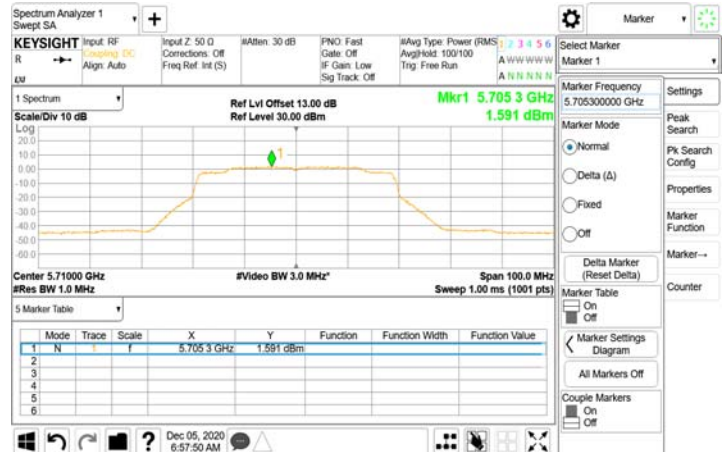 Spectrum Analyzer 1
Swept SA
Marker
KEYSIGHT
Input: RF
Coupling: DC
Align: Auto
Input Z: 50 Ω
Corrections: Off
Freq Ref: Int (S)
#Atten: 30 dB
PNO: Fast
Gate: Off
IF Gain: Low
Sig Track: Off
#Avg Type: Power (RMS
Avg|Hold: 100/100
Trig: Free Run
1 2 3 4 5 6
A W W W W W
A N N N N N
R
LXI
Select Marker
Marker 1
1 Spectrum
Scale/Div 10 dB
Log
Ref Lvl Offset 13.00 dB
Ref Level 30.00 dBm
Mkr1 5.705 3 GHz
1.591 dBm
20.0
10.0
0.00
-10.0
-20.0
-30.0
-40.0
-50.0
-60.0
1
Center 5.71000 GHz
#Res BW 1.0 MHz
#Video BW 3.0 MHz*
Span 100.0 MHz
Sweep 1.00 ms (1001 pts)
5 Marker Table
Mode Trace Scale X Y Function Function Width Function Value
1 N 1 f 5.705 3 GHz 1.591 dBm
2
3
4
5
6
Dec 05, 2020
6:57:50 AM
Marker Frequency
5.705300000 GHz
Marker Mode
Normal
Delta (Δ)
Fixed
Off
Delta Marker
(Reset Delta)
Marker Table
On
Off
Marker Settings
Diagram
All Markers Off
Couple Markers
On
Off
Settings
Peak
Search
Pk Search
Config
Properties
Marker
Function
Marker→
Counter